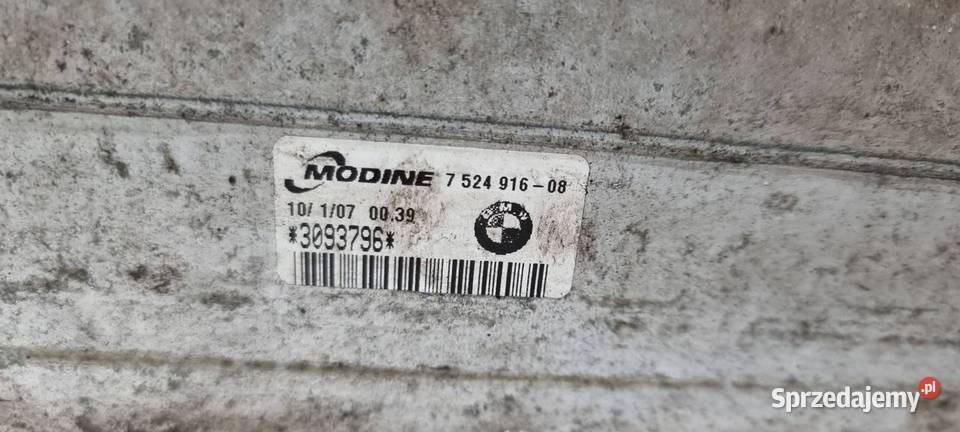 MODINE 7 524 916-08
10/ 1/07 00.39
*3093796*
BMW
Sprzedajemy.pl